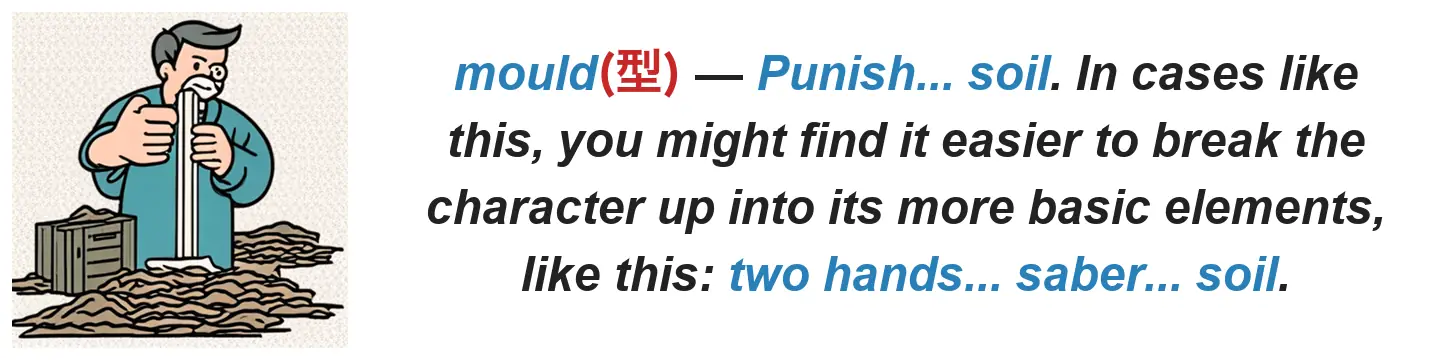 mould(型) — Punish... soil. In cases like
this, you might find it easier to break the
character up into its more basic elements,
like this: two hands... saber... soil.